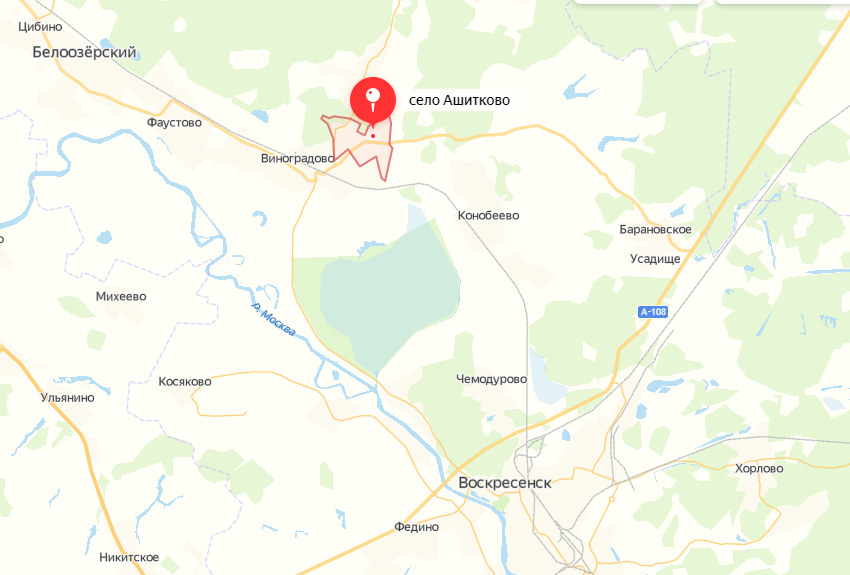 Цибино
Белоозёрский
село Ашитково
Фаустово
Виноградово
Конобеево
Барановское
Усадище
Михеево
р. Москва
А-108
Чемодурово
Косяково
Ульянино
Хорлово
Воскресенск
Федино
Никитское